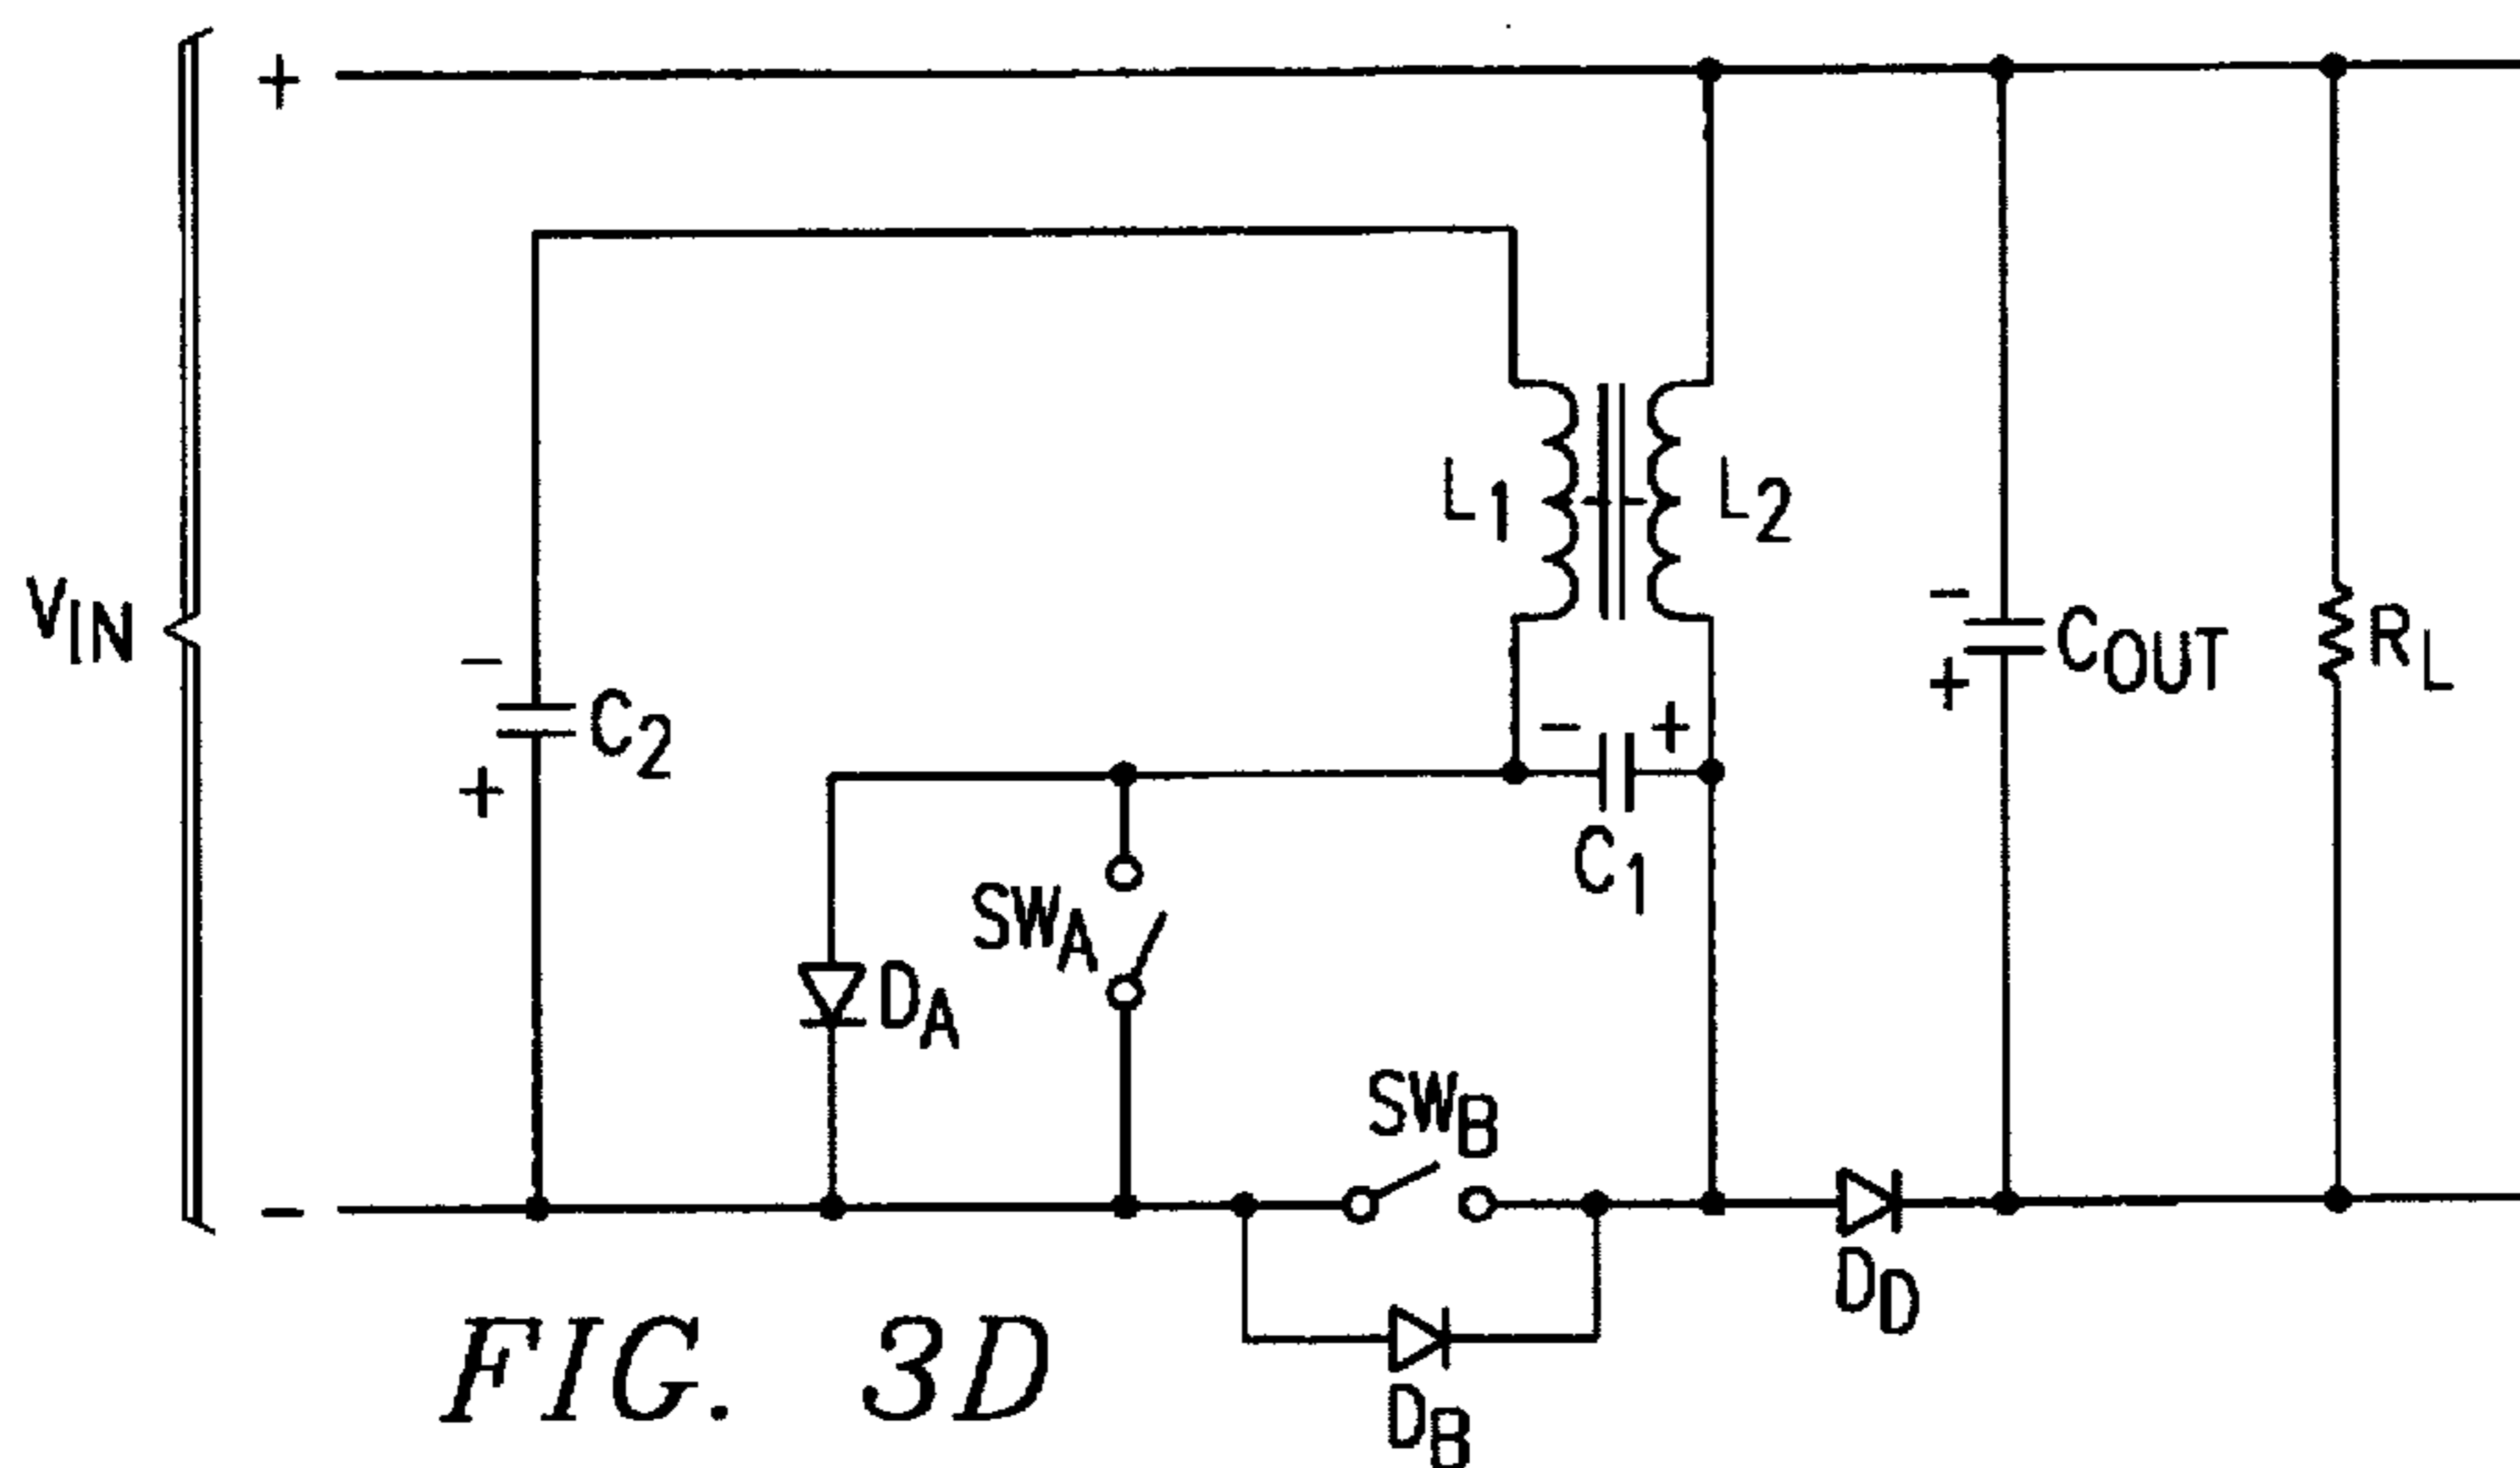 +
L1
L2
VIN
-
COUT
RL
-
C2
+
-
+
+
C1
SWA
DA
SWB
-
DD
FIG. 3D
DB